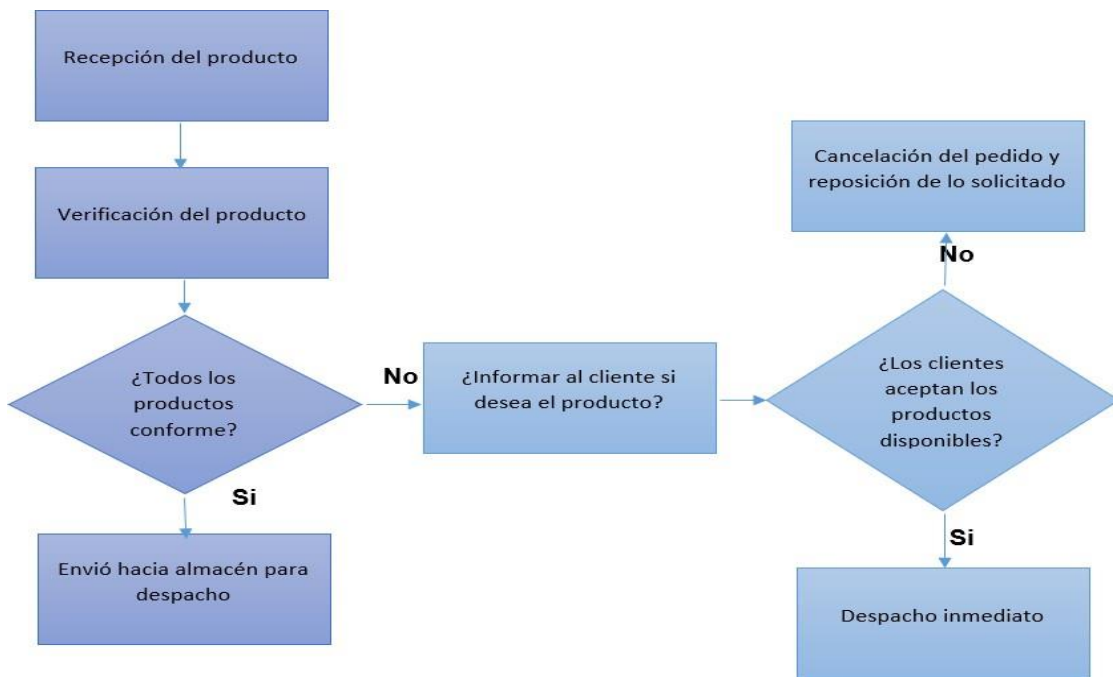 Recepción del producto
Verificación del producto
¿Todos los
productos
conforme?
Si
Envió hacia almacén para
despacho
No
¿Informar al cliente si
desea el producto?
¿Los clientes
aceptan los
productos
disponibles?
No
Cancelación del pedido y
reposición de lo solicitado
Si
Despacho inmediato